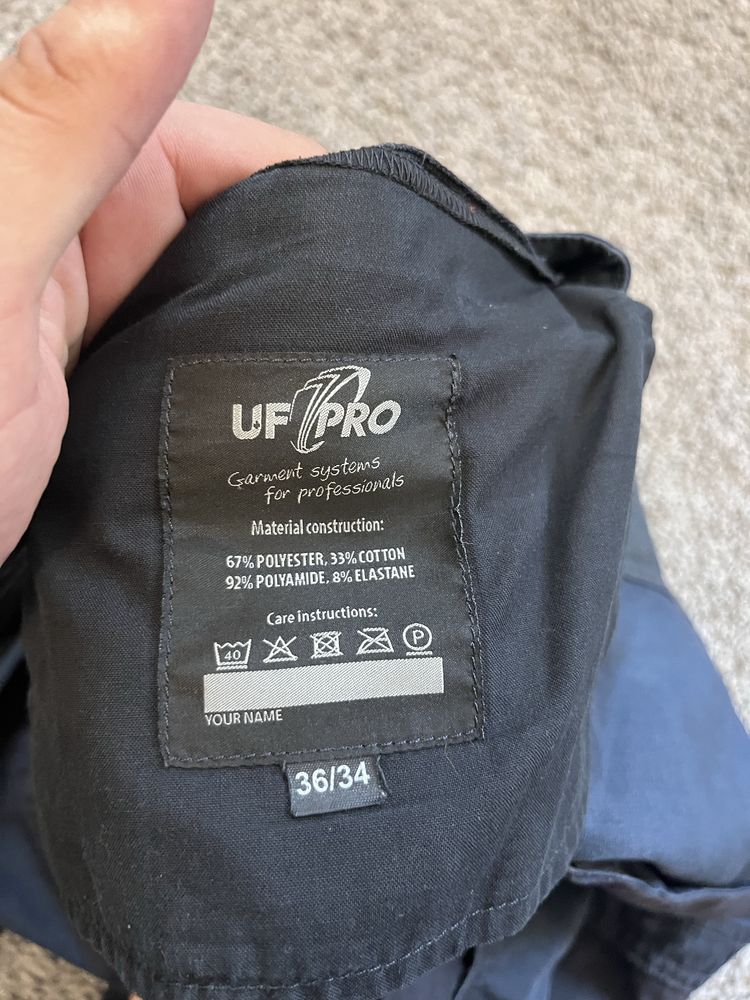 UF PRO
Garment systems
for professionals
Material construction:
67% POLYESTER, 33% COTTON
92% POLYAMIDE, 8% ELASTANE
Care instructions:
40 P
YOUR NAME
36/34